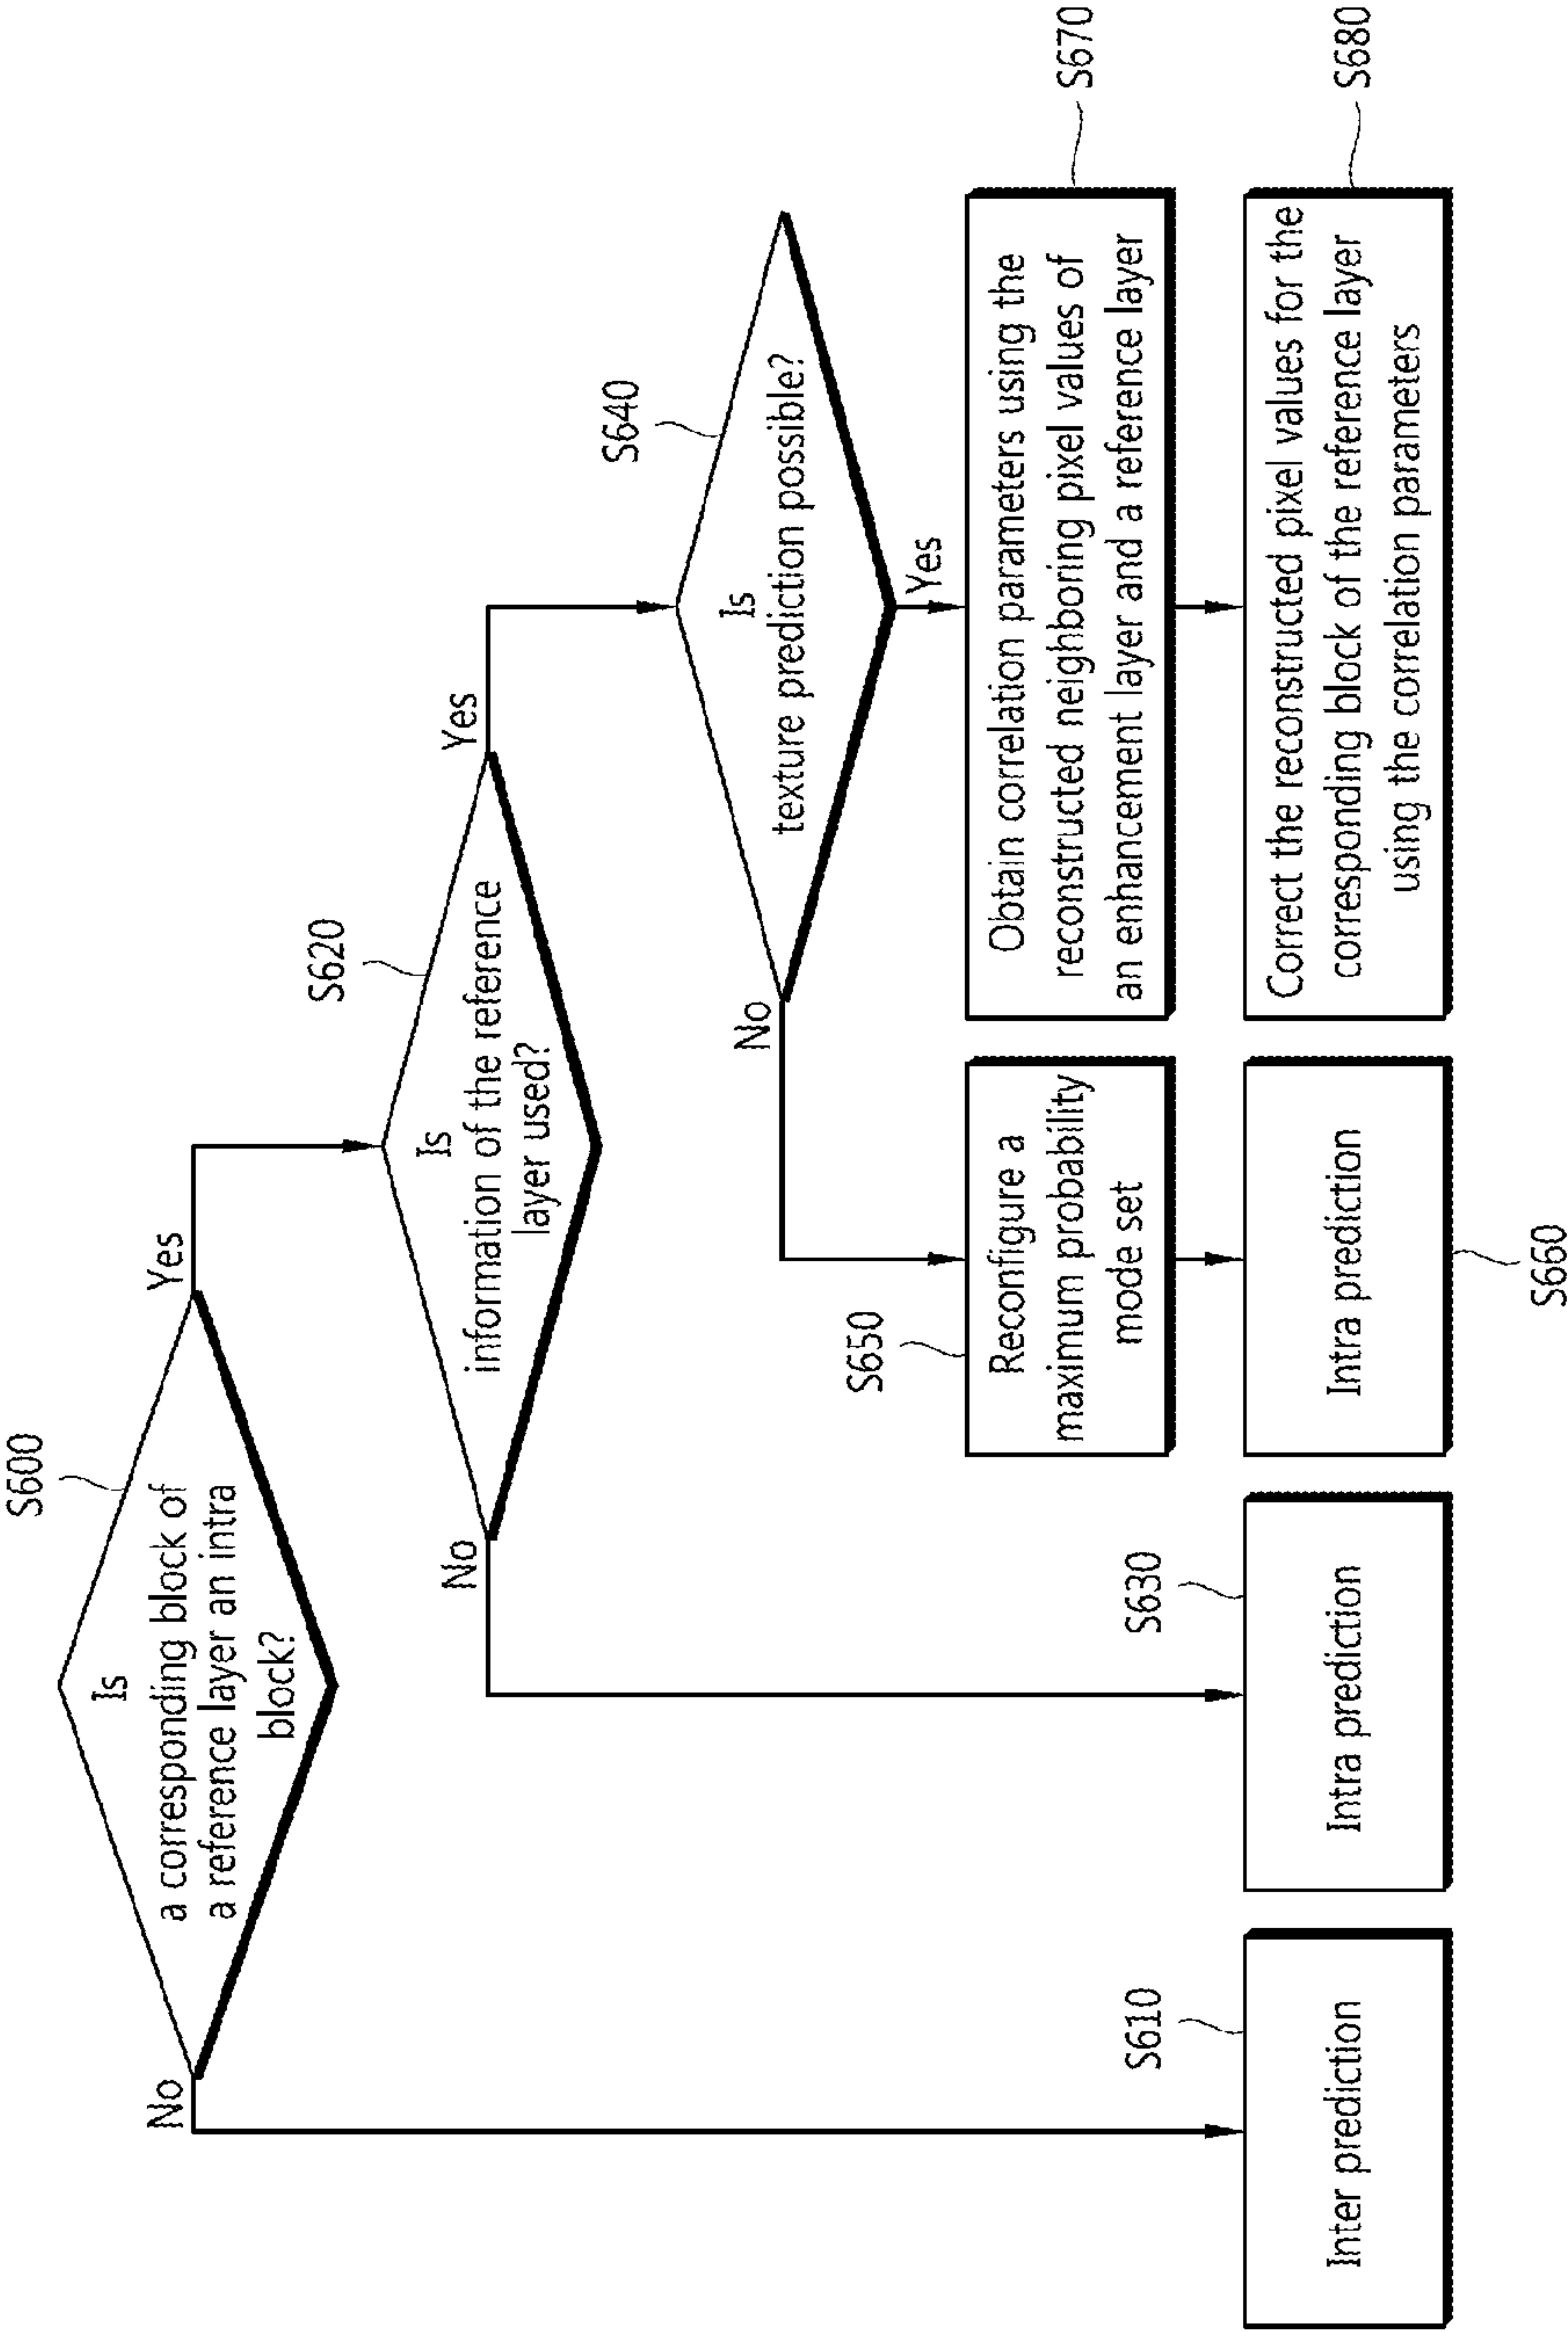 S600
Is
a corresponding block of
a reference layer an intra
block?
No
Yes
S620
Is
information of the reference
layer used?
No
Yes
S640
Is
texture prediction possible?
No
Yes
S610
Inter prediction
S630
Intra prediction
S650
Reconfigure a
maximum probability
mode set
Intra prediction
S660
Obtain correlation parameters using the
reconstructed neighboring pixel values of
an enhancement layer and a reference layer
S670
Correct the reconstructed pixel values for the
corresponding block of the reference layer
using the correlation parameters
S680